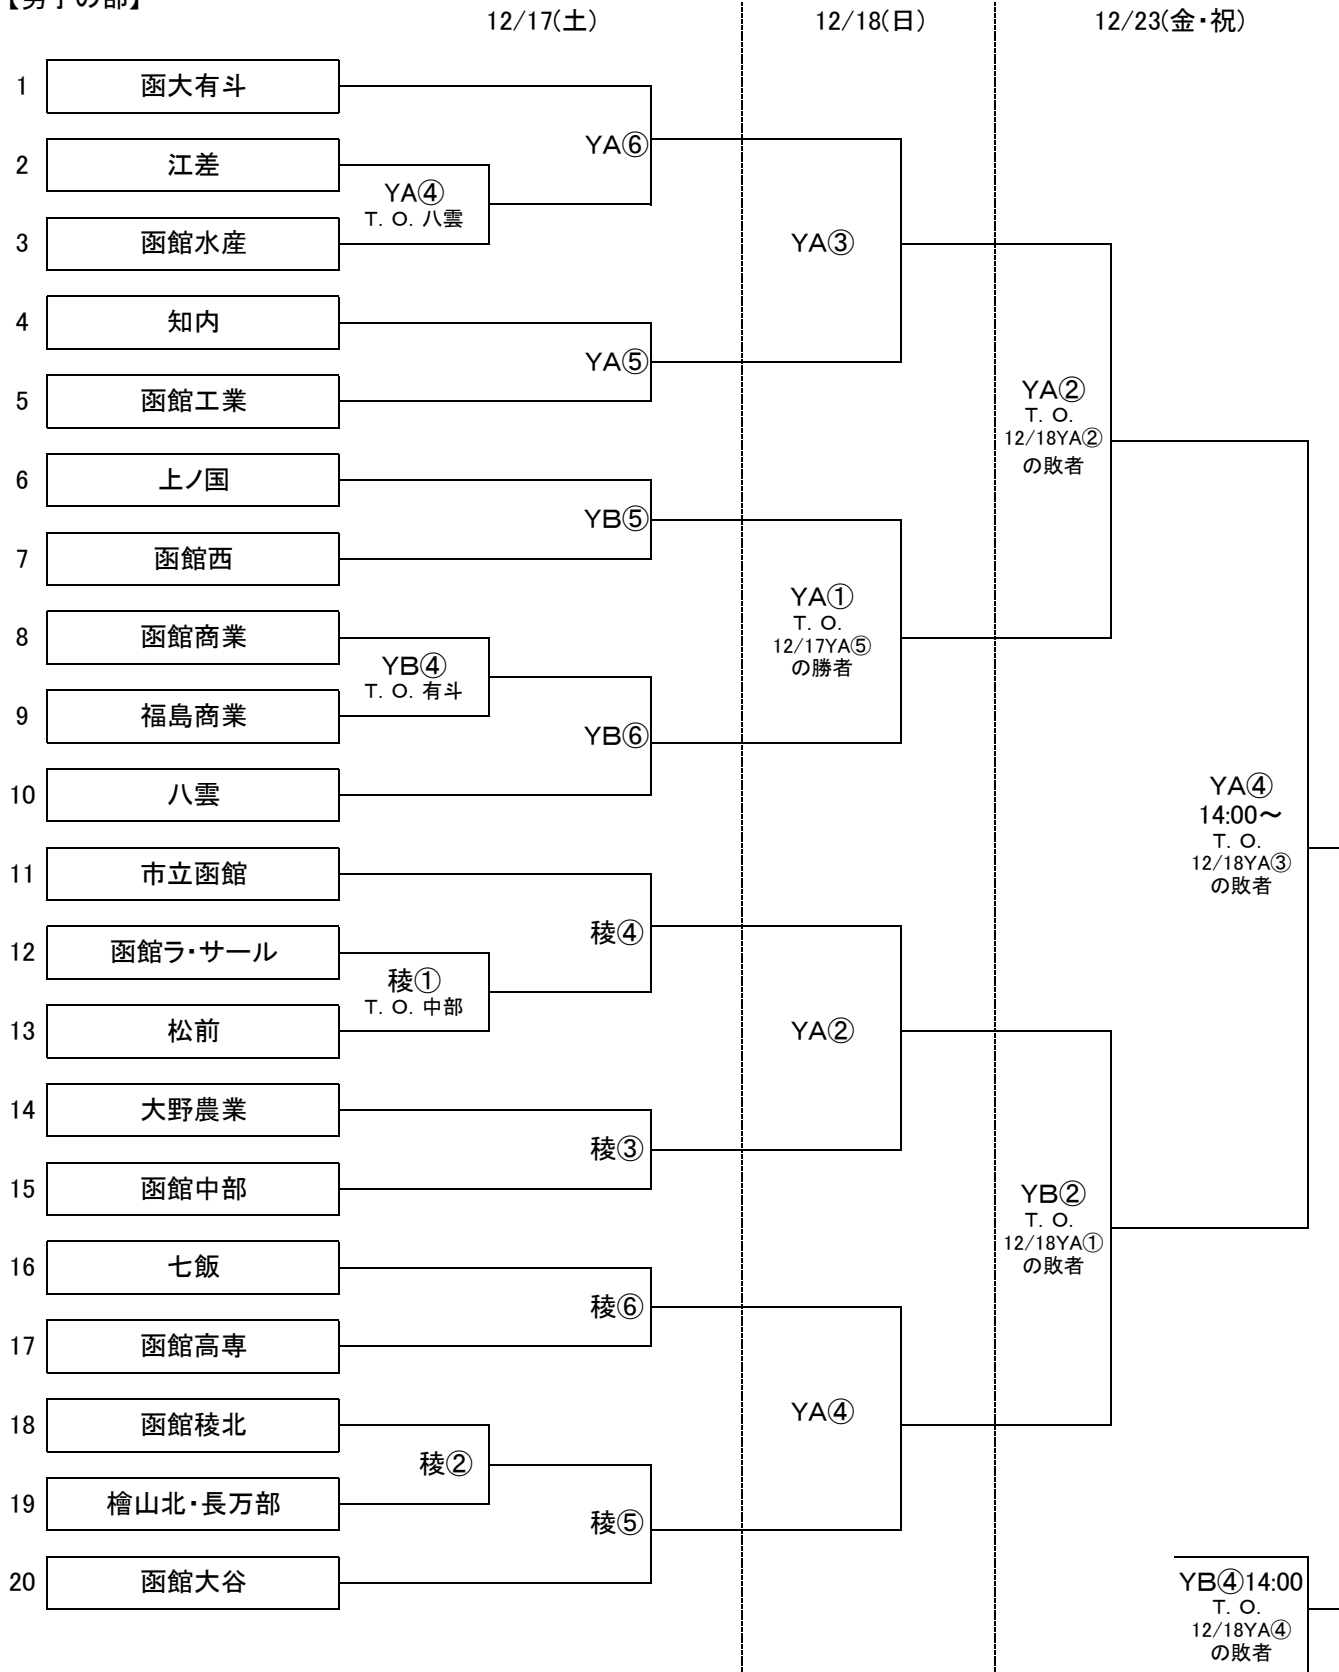 【男子の部】
12/17(土) 12/18(日) 12/23(金・祝)
1 函大有斗
YA⑥
2 江差
YA④
T. O. 八雲
3 函館水産
YA③
4 知内
YA⑤
5 函館工業
YA②
T. O.
12/18YA②
の敗者
6 上ノ国
YB⑤
7 函館西
YA①
T. O.
12/17YA⑤
の勝者
8 函館商業
YB④
T. O. 有斗
9 福島商業
YB⑥
10 八雲
YA④
14:00～
T. O.
12/18YA③
の敗者
11 市立函館
稜④
12 函館ラ・サール
稜①
T. O. 中部
13 松前
YA②
14 大野農業
稜③
15 函館中部
YB②
T. O.
12/18YA①
の敗者
16 七飯
稜⑥
17 函館高専
YA④
18 函館稜北
稜②
19 檜山北・長万部
稜⑤
20 函館大谷
YB④14:00
T. O.
12/18YA④
の敗者